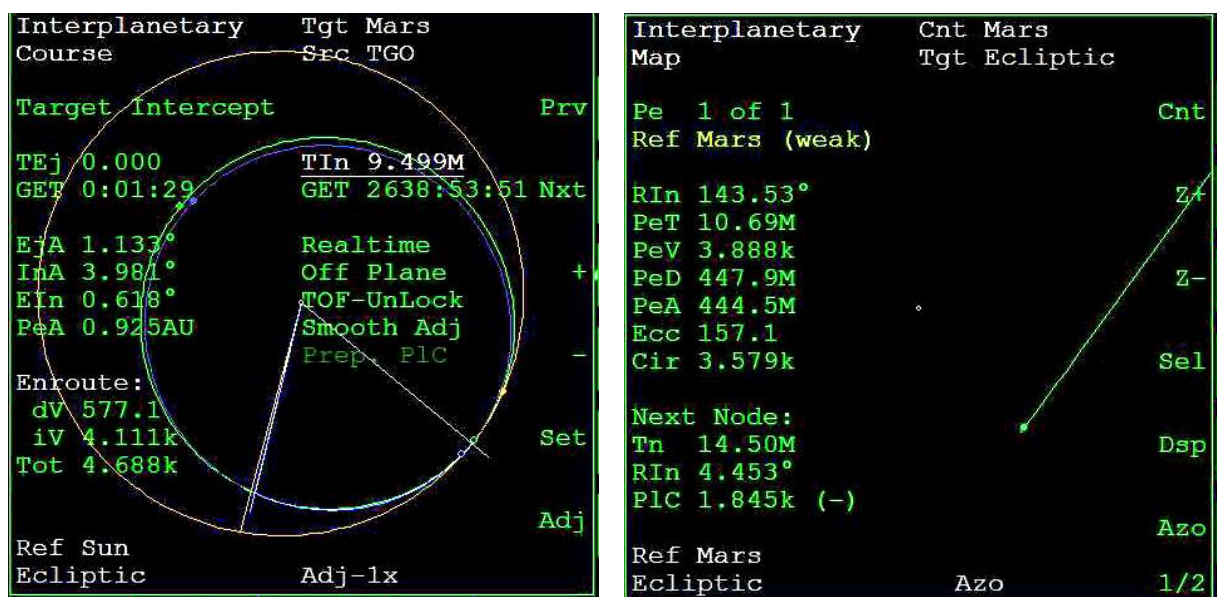 Interplanetary Tgt Mars
Course Src TGO
Target Intercept Prv
TEj 0.000 TIn 9.499M
GET 0:01:29 GET 2638:53:51 Nxt
EjA 1.133° Realtime
InA 3.981° Off Plane +
EIn 0.618° TOF-UnLock
PeA 0.925AU Smooth Adj
Prep. PlC -
Enroute:
dV 577.1
iV 4.111k Set
Tot 4.688k
Adj
Ref Sun
Ecliptic Adj-1x
Interplanetary Cnt Mars
Map Tgt Ecliptic
Pe 1 of 1 Cnt
Ref Mars (weak)
RIn 143.53° Z+
PeT 10.69M
PeV 3.888k
PeD 447.9M Z-
PeA 444.5M
Ecc 157.1
Cir 3.579k Sel
Next Node:
Tn 14.50M Dsp
RIn 4.453°
PlC 1.845k (-)
Azo
Ref Mars
Ecliptic Azo 1/2